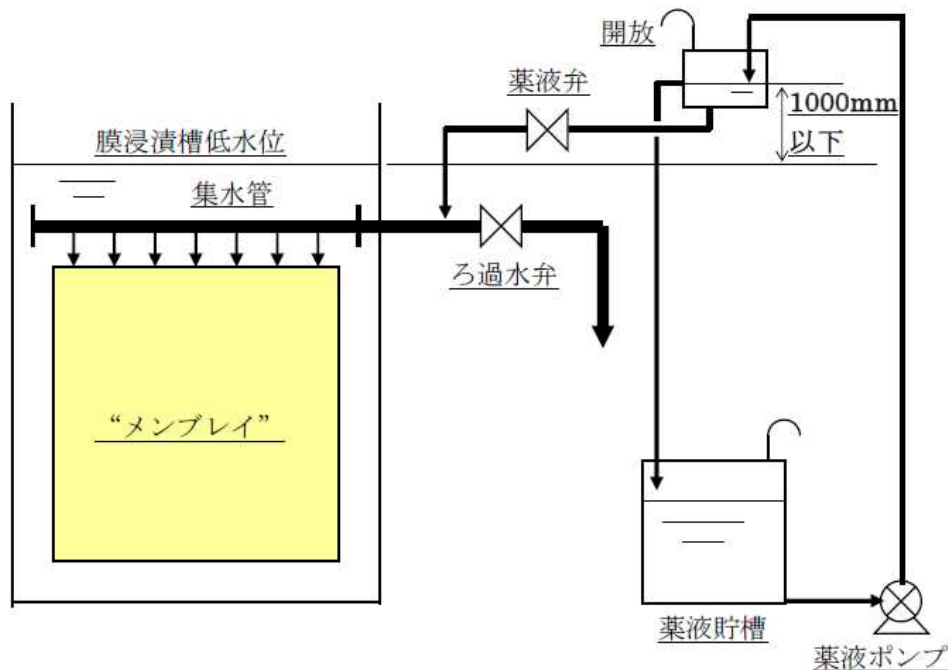 開放
薬液弁
1000mm
以下
膜浸漬槽低水位
集水管
ろ過水弁
“メンブレイ”
薬液貯槽
薬液ポンプ